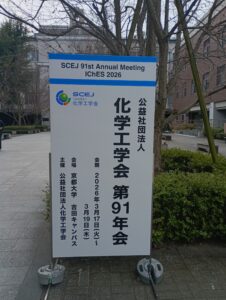 SCEJ 91st Annual Meeting
IChES 2026
SCEJ
化学工学会
公益社団法人
化学工学会 第91年会
会期 2026年3月17日(火)~
3月19日(木)
会場 京都大学 吉田キャンパス
主催 公益社団法人化学工学会